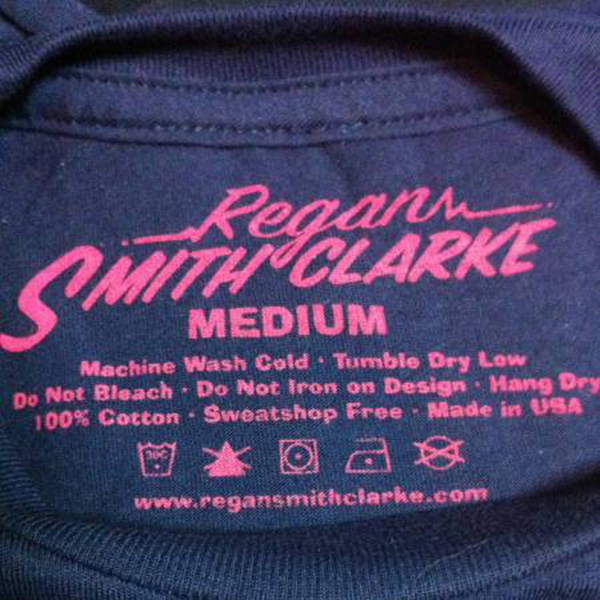 Regan
SMITH CLARKE
MEDIUM
Machine Wash Cold · Tumble Dry Low
Do Not Bleach · Do Not Iron on Design · Hang Dry
100% Cotton · Sweatshop Free · Made in USA
30C
www.regansmithclarke.com